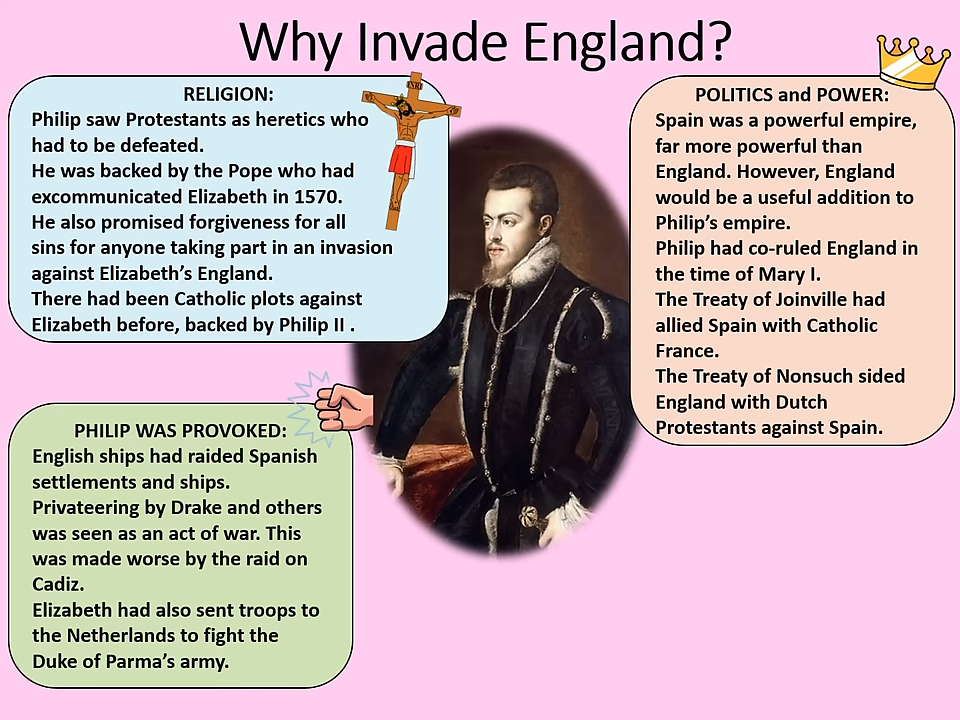 Why Invade England?
RELIGION:
Philip saw Protestants as heretics who
had to be defeated.
He was backed by the Pope who had
excommunicated Elizabeth in 1570.
He also promised forgiveness for all
sins for anyone taking part in an invasion
against Elizabeth’s England.
There had been Catholic plots against
Elizabeth before, backed by Philip II .
INRI
POLITICS and POWER:
Spain was a powerful empire,
far more powerful than
England. However, England
would be a useful addition to
Philip’s empire.
Philip had co-ruled England in
the time of Mary I.
The Treaty of Joinville had
allied Spain with Catholic
France.
The Treaty of Nonsuch sided
England with Dutch
Protestants against Spain.
PHILIP WAS PROVOKED:
English ships had raided Spanish
settlements and ships.
Privateering by Drake and others
was seen as an act of war. This
was made worse by the raid on
Cadiz.
Elizabeth had also sent troops to
the Netherlands to fight the
Duke of Parma’s army.